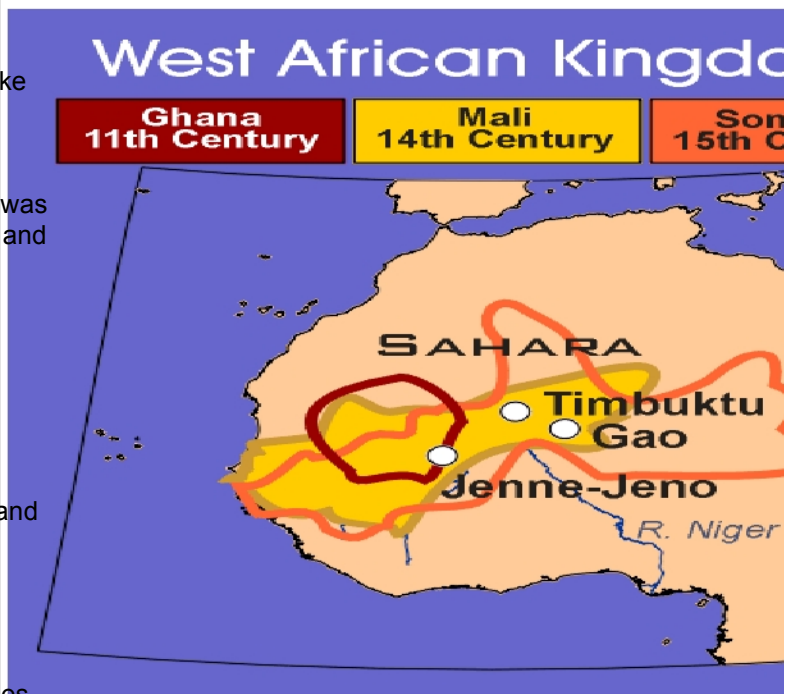 West African Kingdo
ke
Ghana
11th Century
Mali
14th Century
Son
15th C
was
and
SAHARA
Timbuktu
Gao
Jenne-Jeno
and
R. Niger
es